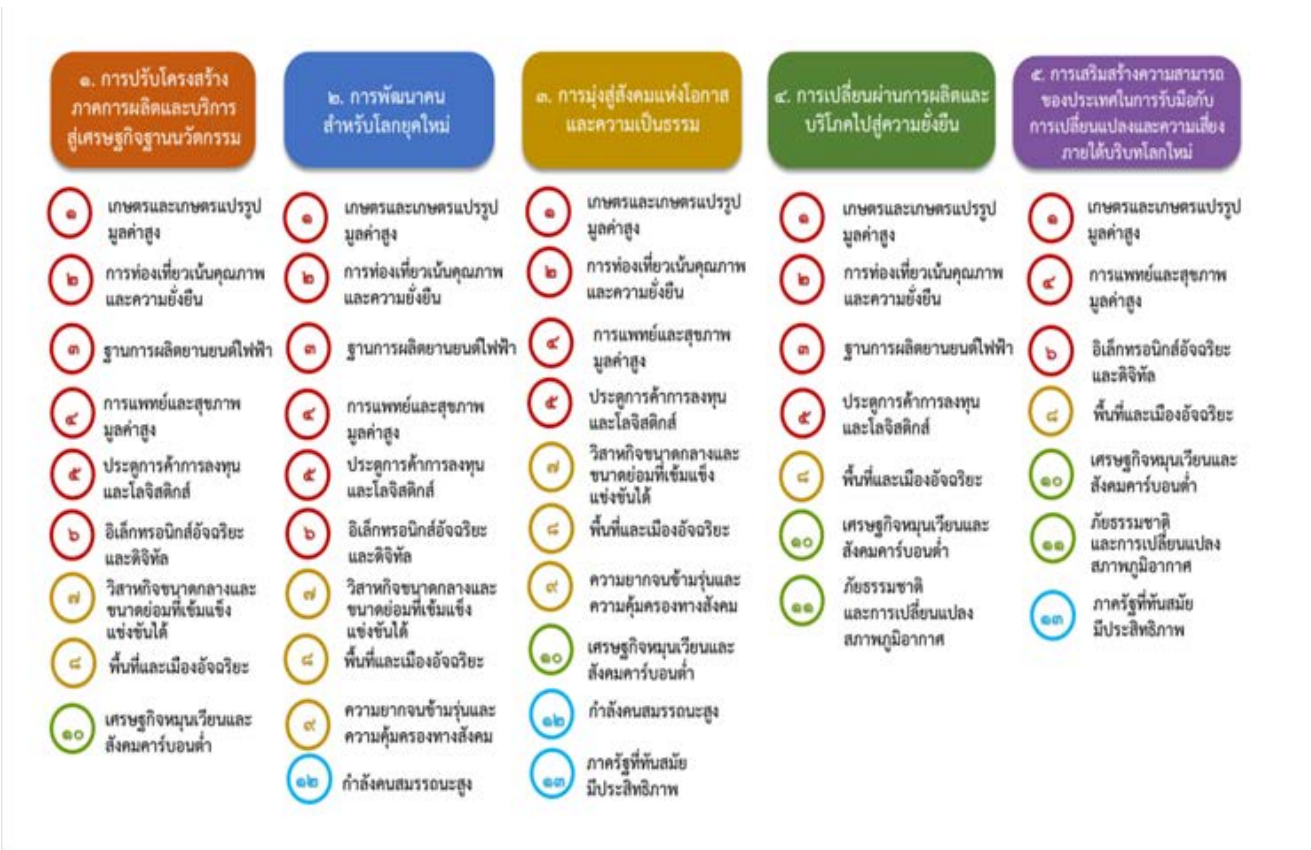 ๑. การปรับโครงสร้าง
ภาคการผลิตและบริการ
สู่เศรษฐกิจฐานนวัตกรรม
๑
เกษตรและเกษตรแปรรูป
มูลค่าสูง
๒
การท่องเที่ยวเน้นคุณภาพ
และความยั่งยืน
๓
ฐานการผลิตยานยนต์ไฟฟ้า
๔
การแพทย์และสุขภาพ
มูลค่าสูง
๕
ประตูการค้าการลงทุน
และโลจิสติกส์
๖
อิเล็กทรอนิกส์อัจฉริยะ
และดิจิทัล
๗
วิสาหกิจขนาดกลางและ
ขนาดย่อมที่เข้มแข็ง
แข่งขันได้
๘
พื้นที่และเมืองอัจฉริยะ
๑๐
เศรษฐกิจหมุนเวียนและ
สังคมคาร์บอนต่ำ
๒. การพัฒนาคน
สำหรับโลกยุคใหม่
๑
เกษตรและเกษตรแปรรูป
มูลค่าสูง
๒
การท่องเที่ยวเน้นคุณภาพ
และความยั่งยืน
๓
ฐานการผลิตยานยนต์ไฟฟ้า
๔
การแพทย์และสุขภาพ
มูลค่าสูง
๕
ประตูการค้าการลงทุน
และโลจิสติกส์
๖
อิเล็กทรอนิกส์อัจฉริยะ
และดิจิทัล
๗
วิสาหกิจขนาดกลางและ
ขนาดย่อมที่เข้มแข็ง
แข่งขันได้
๘
พื้นที่และเมืองอัจฉริยะ
๙
ความยากจนข้ามรุ่นและ
ความคุ้มครองทางสังคม
๑๒
กำลังคนสมรรถนะสูง
๓. การมุ่งสู่สังคมแห่งโอกาส
และความเป็นธรรม
๑
เกษตรและเกษตรแปรรูป
มูลค่าสูง
๒
การท่องเที่ยวเน้นคุณภาพ
และความยั่งยืน
๔
การแพทย์และสุขภาพ
มูลค่าสูง
๕
ประตูการค้าการลงทุน
และโลจิสติกส์
๗
วิสาหกิจขนาดกลางและ
ขนาดย่อมที่เข้มแข็ง
แข่งขันได้
๘
พื้นที่และเมืองอัจฉริยะ
๙
ความยากจนข้ามรุ่นและ
ความคุ้มครองทางสังคม
๑๐
เศรษฐกิจหมุนเวียนและ
สังคมคาร์บอนต่ำ
๑๒
กำลังคนสมรรถนะสูง
๑๓
ภาครัฐที่ทันสมัย
มีประสิทธิภาพ
๔. การเปลี่ยนผ่านการผลิตและ
บริโภคไปสู่ความยั่งยืน
๑
เกษตรและเกษตรแปรรูป
มูลค่าสูง
๒
การท่องเที่ยวเน้นคุณภาพ
และความยั่งยืน
๓
ฐานการผลิตยานยนต์ไฟฟ้า
๕
ประตูการค้าการลงทุน
และโลจิสติกส์
๘
พื้นที่และเมืองอัจฉริยะ
๑๐
เศรษฐกิจหมุนเวียนและ
สังคมคาร์บอนต่ำ
๑๑
ภัยธรรมชาติ
และการเปลี่ยนแปลง
สภาพภูมิอากาศ
๕. การเสริมสร้างความสามารถ
ของประเทศในการรับมือกับ
การเปลี่ยนแปลงและความเสี่ยง
ภายใต้บริบทโลกใหม่
๑
เกษตรและเกษตรแปรรูป
มูลค่าสูง
๔
การแพทย์และสุขภาพ
มูลค่าสูง
๖
อิเล็กทรอนิกส์อัจฉริยะ
และดิจิทัล
๘
พื้นที่และเมืองอัจฉริยะ
๑๐
เศรษฐกิจหมุนเวียนและ
สังคมคาร์บอนต่ำ
๑๑
ภัยธรรมชาติ
และการเปลี่ยนแปลง
สภาพภูมิอากาศ
๑๓
ภาครัฐที่ทันสมัย
มีประสิทธิภาพ